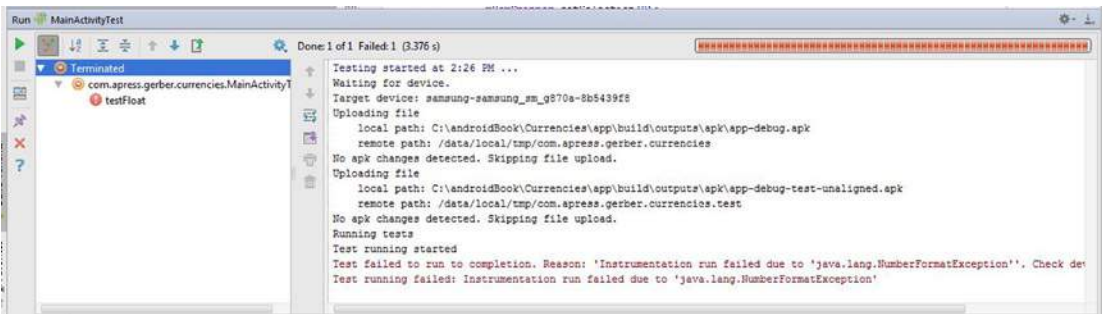 Run MainActivityTest
Done: 1 of 1 Failed: 1 (3.376 s)
Terminated
com.apress.gerber.currencies.MainActivityT
testFloat
Testing started at 2:26 PM ...
Waiting for device.
Target device: samsung-samsung_sm_g870a-8b5439f8
Uploading file
local path: C:\androidBook\Currencies\app\build\outputs\apk\app-debug.apk
remote path: /data/local/tmp/com.apress.gerber.currencies
No apk changes detected. Skipping file upload.
Uploading file
local path: C:\androidBook\Currencies\app\build\outputs\apk\app-debug-test-unaligned.apk
remote path: /data/local/tmp/com.apress.gerber.currencies.test
No apk changes detected. Skipping file upload.
Running tests
Test running started
Test failed to run to completion. Reason: 'Instrumentation run failed due to 'java.lang.NumberFormatException''. Check dev
Test running failed: Instrumentation run failed due to 'java.lang.NumberFormatException'